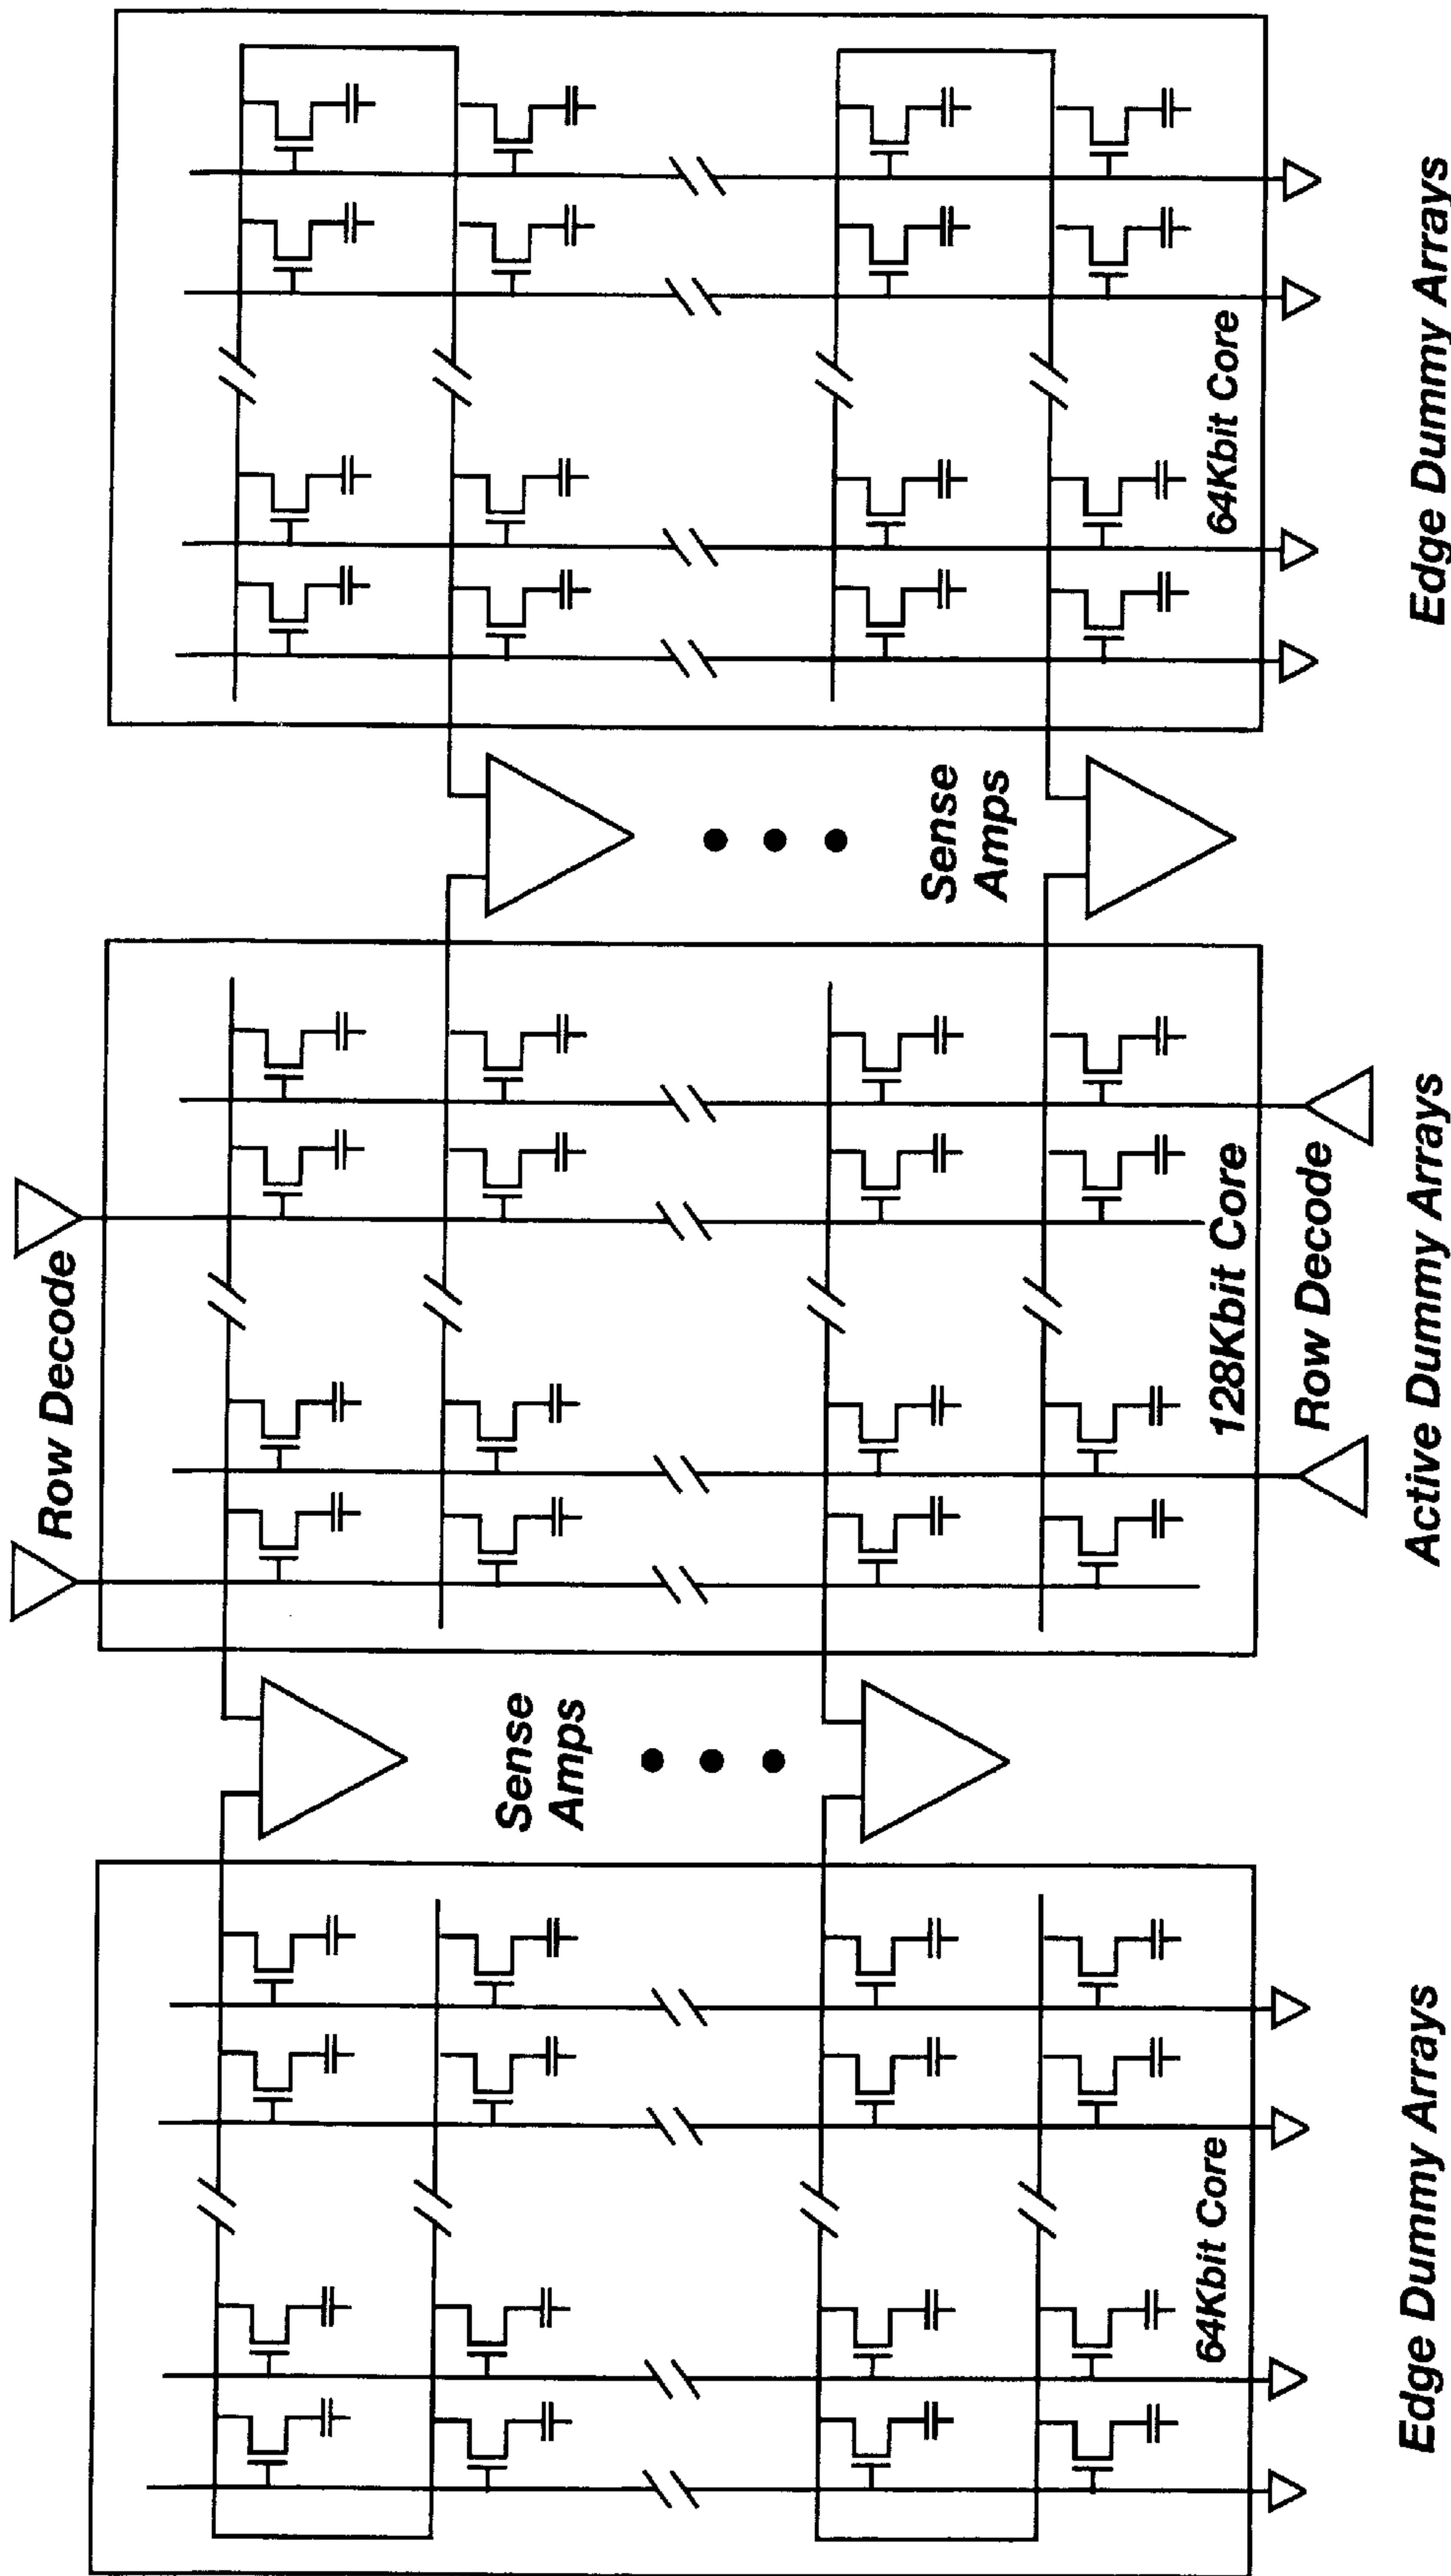 Row Decode
Sense
Amps
Sense
Amps
64Kbit Core
128Kbit Core
64Kbit Core
Row Decode
Edge Dummy Arrays
Active Dummy Arrays
Edge Dummy Arrays